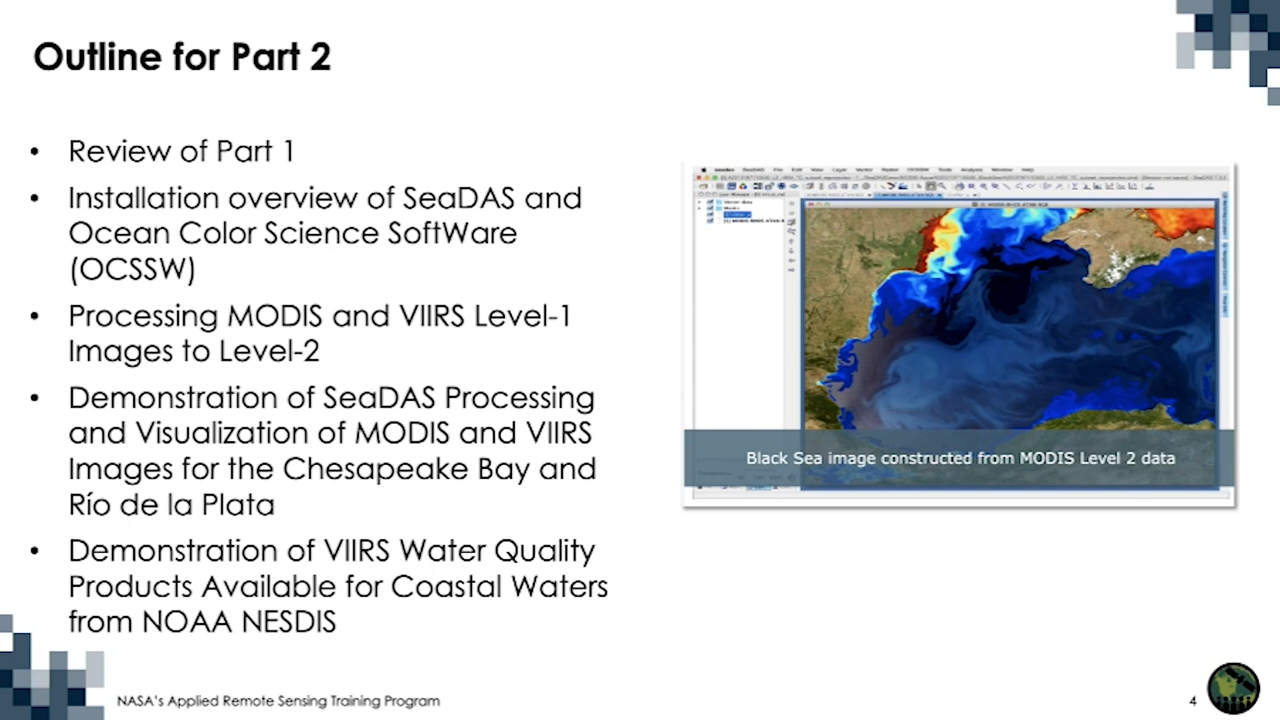 Outline for Part 2
• Review of Part 1
• Installation overview of SeaDAS and
Ocean Color Science SoftWare
(OCSSW)
• Processing MODIS and VIIRS Level-1
Images to Level-2
• Demonstration of SeaDAS Processing
and Visualization of MODIS and VIIRS
Images for the Chesapeake Bay and
Río de la Plata
• Demonstration of VIIRS Water Quality
Products Available for Coastal Waters
from NOAA NESDIS
Black Sea image constructed from MODIS Level 2 data
NASA's Applied Remote Sensing Training Program
4